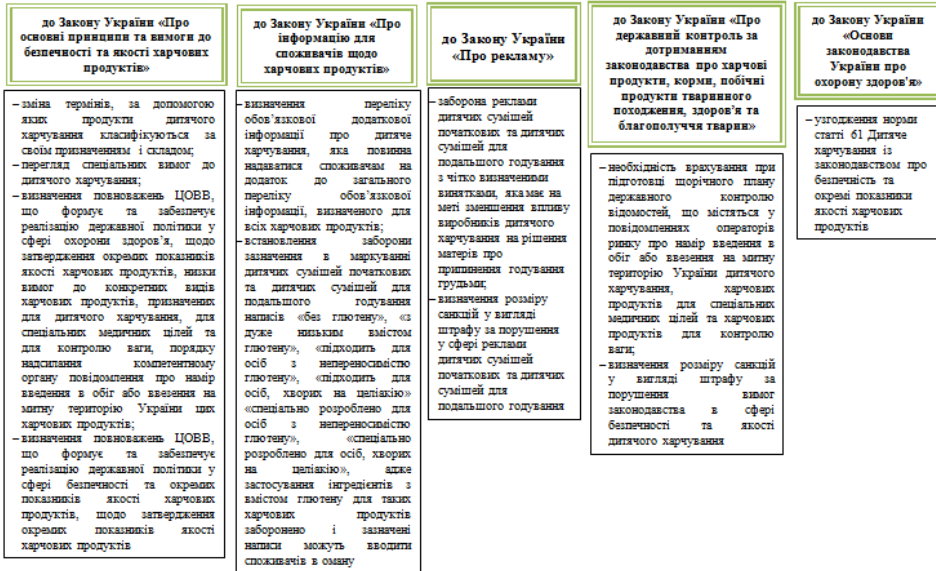 до Закону України «Про
основні принципи та вимоги до
безпечності та якості харчових
продуктів»
– зміна термінів, за допомогою
яких продукти дитячого
харчування класифікуються за
своїм призначенням і складом;
– перегляд спеціальних вимог до
дитячого харчування;
– визначення повноважень ЦОВВ,
що формує та забезпечує
реалізацію державної політики у
сфері охорони здоров’я, щодо
затвердження окремих показників
якості харчових продуктів, низки
вимог до конкретних видів
харчових продуктів, призначених
для дитячого харчування, для
спеціальних медичних цілей та
для контролю ваги, порядку
надсилання компетентному
органу повідомлення про намір
введення в обіг або ввезення на
митну територію України цих
харчових продуктів;
– визначення повноважень ЦОВВ,
що формує та забезпечує
реалізацію державної політики у
сфері безпечності та окремих
показників якості харчових
продуктів, щодо затвердження
окремих показників якості
харчових продуктів
до Закону України «Про
інформацію для
споживачів щодо
харчових продуктів»
– визначення переліку
обов’язкової додаткової
інформації про дитяче
харчування, яка повинна
надаватися споживачам на
додаток до загального
переліку обов’язкової
інформації, визначеного для
всіх харчових продуктів;
– встановлення заборони
зазначення в маркуванні
дитячих сумішей початкових
та дитячих сумішей для
подальшого годування
написів «без глютену», «з
дуже низьким вмістом
глютену», «підходить для
осіб з непереносимістю
глютену», «підходить для
осіб, хворих на целіакію»
«спеціально розроблено для
осіб з непереносимістю
глютену», «спеціально
розроблено для осіб, хворих
на целіакію», адже
застосування інгредієнтів з
вмістом глютену для таких
харчових продуктів
заборонено і зазначені
написи можуть вводити
споживачів в оману
до Закону України
«Про рекламу»
– заборона реклами
дитячих сумішей
початкових та дитячих
сумішей для
подальшого годування
з чітко визначеними
винятками, яка має на
меті зменшення впливу
виробників дитячого
харчування на рішення
матерів про
припинення годування
грудьми;
– визначення розміру
санкцій у вигляді
штрафу за порушення
у сфері реклами
дитячих сумішей
початкових та дитячих
сумішей для
подальшого годування
до Закону України «Про
державний контроль за
дотриманням
законодавства про харчові
продукти, корми, побічні
продукти тваринного
походження, здоров’я та
благополуччя тварин»
– необхідність врахування при
підготовці щорічного плану
державного контролю
відомостей, що містяться у
повідомленнях операторів
ринку про намір введення в
обіг або ввезення на митну
територію України дитячого
харчування, харчових
продуктів для спеціальних
медичних цілей та харчових
продуктів для контролю
ваги;
– визначення розміру санкцій
у вигляді штрафу за
порушення вимог
законодавства в сфері
безпечності та якості
дитячого харчування
до Закону України
«Основи
законодавства
України про
охорону здоров'я»
– узгодження норми
статті 61 Дитяче
харчування із
законодавством про
безпечність та
окремі показники
якості харчових
продуктів